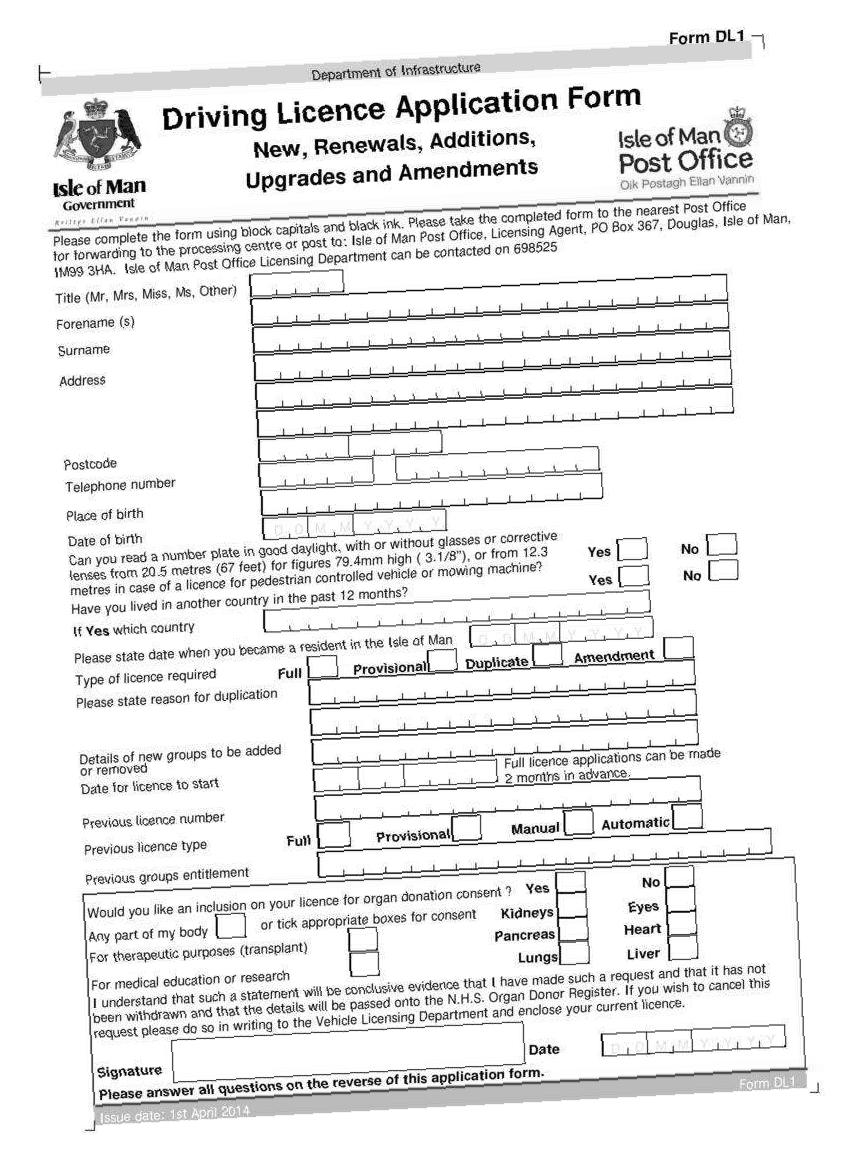 Form DL1
Department of Infrastructure
Driving Licence Application Form
New, Renewals, Additions,
Upgrades and Amendments
Isle of Man
Government
Reiltys Ellan Vannin
Isle of Man
Post Office
Oik Postagh Ellan Vannin
Please complete the form using block capitals and black ink. Please take the completed form to the nearest Post Office
for forwarding to the processing centre or post to: Isle of Man Post Office, Licensing Agent, PO Box 367, Douglas, Isle of Man,
IM99 3HA. Isle of Man Post Office Licensing Department can be contacted on 698525
Title (Mr, Mrs, Miss, Ms, Other)
Forename (s)
Surname
Address
Postcode
Telephone number
Place of birth
Date of birth D D M M Y Y Y Y
Can you read a number plate in good daylight, with or without glasses or corrective
lenses from 20.5 metres (67 feet) for figures 79.4mm high ( 3.1/8"), or from 12.3
metres in case of a licence for pedestrian controlled vehicle or mowing machine?
Yes No
Have you lived in another country in the past 12 months? Yes No
If Yes which country
Please state date when you became a resident in the Isle of Man D D M M Y Y Y Y
Type of licence required Full Provisional Duplicate Amendment
Please state reason for duplication
Details of new groups to be added
or removed
Date for licence to start
Full licence applications can be made
2 months in advance.
Previous licence number
Previous licence type Full Provisional Manual Automatic
Previous groups entitlement
Would you like an inclusion on your licence for organ donation consent ? Yes No
Any part of my body or tick appropriate boxes for consent Kidneys Eyes
For therapeutic purposes (transplant) Pancreas Heart
For medical education or research Lungs Liver
I understand that such a statement will be conclusive evidence that I have made such a request and that it has not
been withdrawn and that the details will be passed onto the N.H.S. Organ Donor Register. If you wish to cancel this
request please do so in writing to the Vehicle Licensing Department and enclose your current licence.
Signature Date D D M M Y Y Y Y
Please answer all questions on the reverse of this application form.
Issue date: 1st April 2014 Form DL1